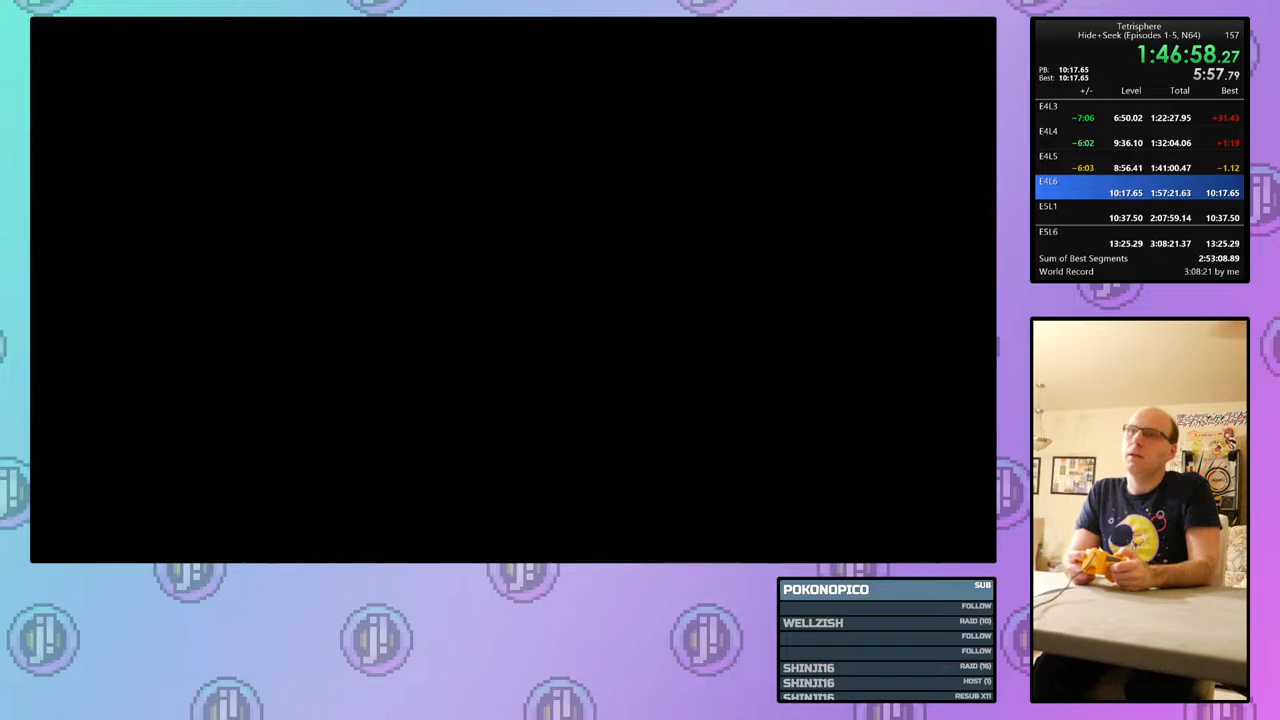 Tetrisphere
Hide+Seek (Episodes 1-5, N64) 157
1:46:58.27
PB: 10:17.65
Best: 10:17.65
5:57.79
+/- Level Total Best
E4L3
−7:06 6:50.02 1:22:27.95 +31.43
E4L4
−6:02 9:36.10 1:32:04.06 +1:19
E4L5
−6:03 8:56.41 1:41:00.47 −1.12
E4L6
10:17.65 1:57:21.63 10:17.65
E5L1
10:37.50 2:07:59.14 10:37.50
E5L6
13:25.29 3:08:21.37 13:25.29
Sum of Best Segments 2:53:08.89
World Record 3:08:21 by me
POKONOPICO SUB
FOLLOW
WELLZISH RAID (10)
FOLLOW
FOLLOW
SHINJI16 RAID (16)
SHINJI16 HOST (1)
SHINJI16 RESUB X11
j!
j!
j!
j!
j!
j!
j!